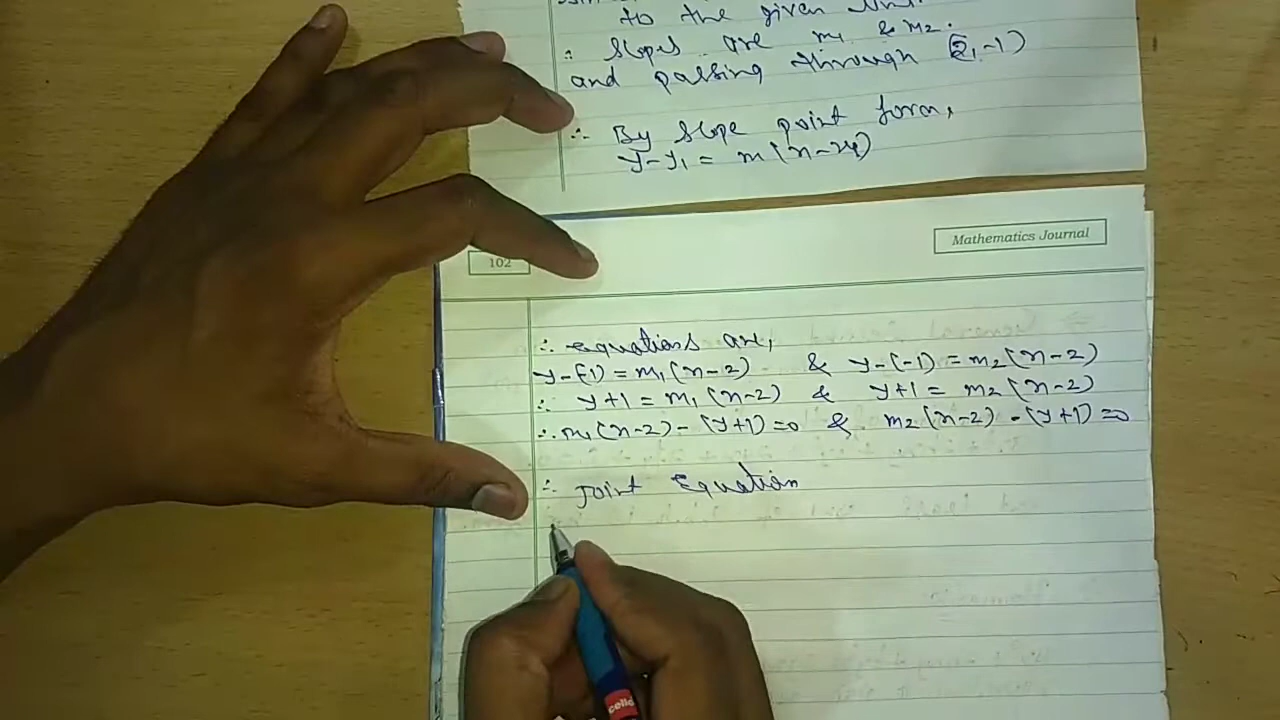 to the given line.
∴ slopes are m1 & m2.
and passing through (2,-1)
∴ By slope point form,
y-y1 = m(x-x1)
Mathematics Journal
102
∴ equations are,
y-(-1) = m1(x-2) & y-(-1) = m2(x-2)
∴ y+1 = m1(x-2) & y+1 = m2(x-2)
∴ m1(x-2) - (y+1) =0 & m2(x-2) - (y+1) =0
∴ Joint Equation
cello